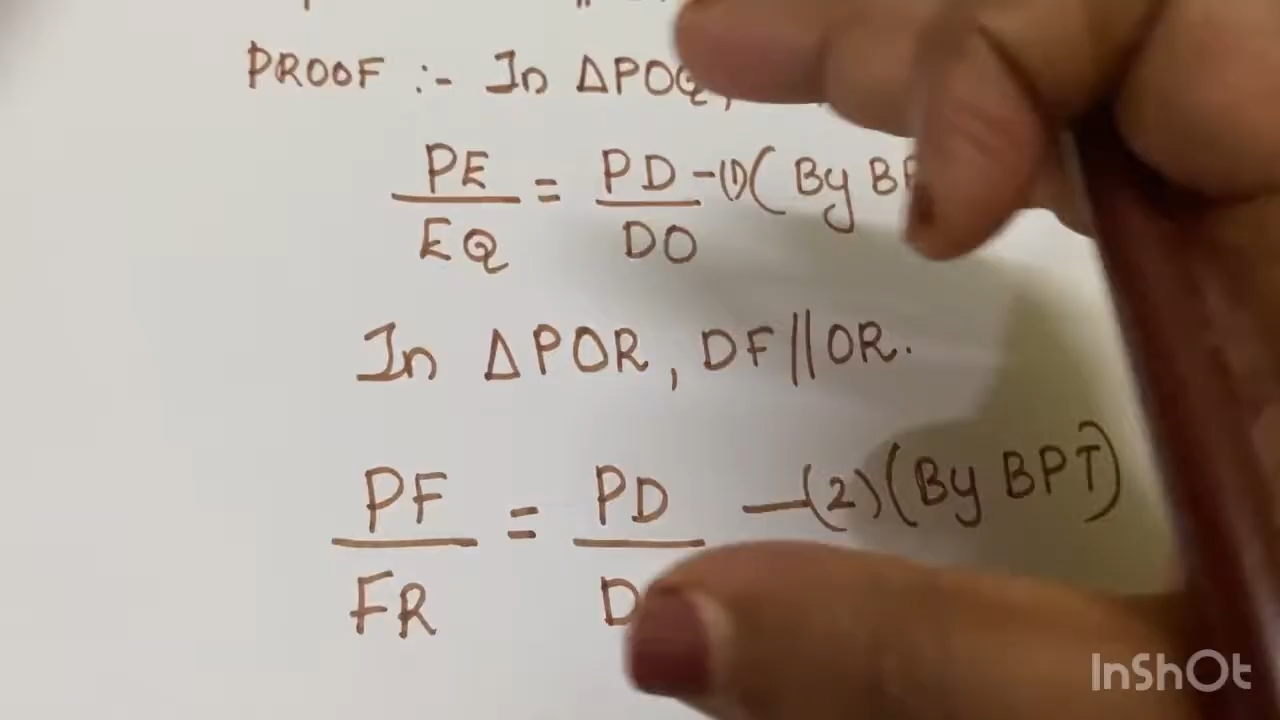 PROOF :- In ΔPOQ,
PE/EQ = PD/DO -(1) (By
In ΔPOR, DF||OR.
PF/FR = PD —(2) (By BPT)
InShOt